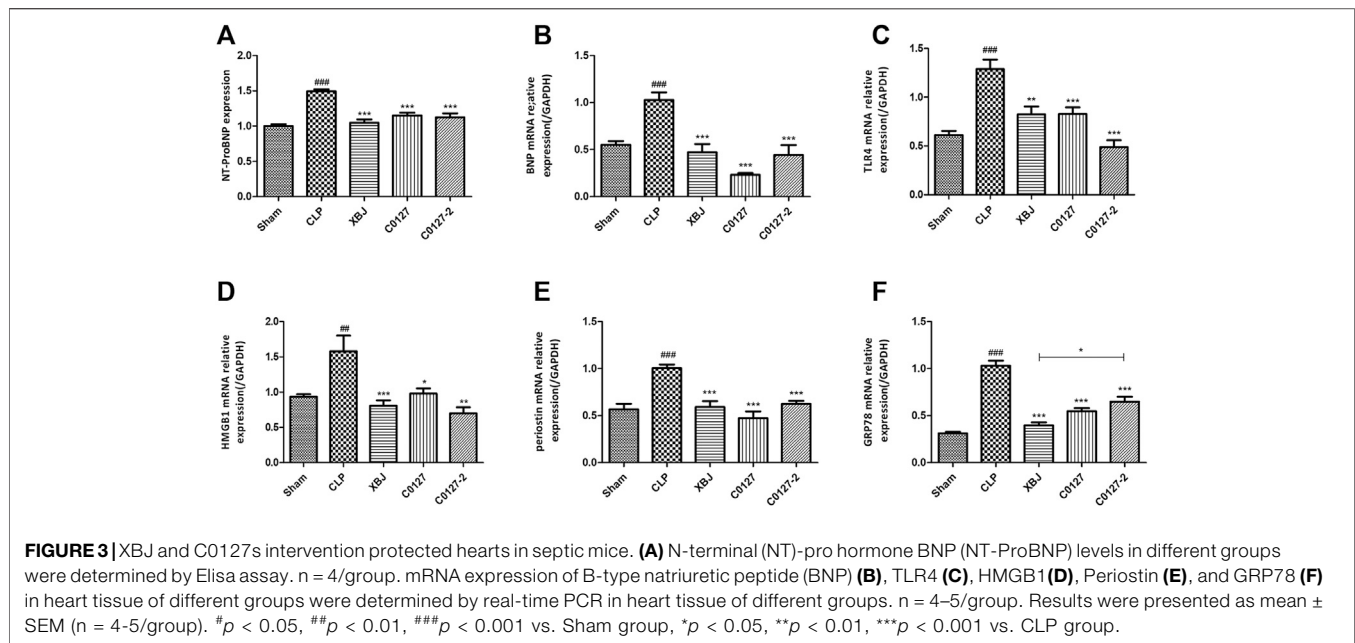 A
NT-ProBNP expression
2.0
1.5
1.0
0.5
0.0
###
***
***
***
Sham
CLP
XBJ
C0127
C0127-2
B
BNP mRNA re;ative
expression(/GAPDH)
1.5
1.0
0.5
0.0
###
***
***
***
Sham
CLP
XBJ
C0127
C0127-2
C
TLR4 mRNA relative
expression(/GAPDH)
1.5
1.0
0.5
0.0
###
**
***
***
Sham
CLP
XBJ
C0127
C0127-2
D
HMGB1 mRNA relative
expression(/GAPDH)
2.0
1.5
1.0
0.5
0.0
##
***
*
**
Sham
CLP
XBJ
C0127
C0127-2
E
periostin mRNA relative
expression(/GAPDH)
1.5
1.0
0.5
0.0
###
***
***
***
Sham
CLP
XBJ
C0127
C0127-2
F
GRP78 mRNA relative
expression(/GAPDH)
1.5
1.0
0.5
0.0
###
*
***
***
***
Sham
CLP
XBJ
C0127
C0127-2
FIGURE 3 | XBJ and C0127s intervention protected hearts in septic mice. (A) N-terminal (NT)-pro hormone BNP (NT-ProBNP) levels in different groups
were determined by Elisa assay. n = 4/group. mRNA expression of B-type natriuretic peptide (BNP) (B), TLR4 (C), HMGB1(D), Periostin (E), and GRP78 (F)
in heart tissue of different groups were determined by real-time PCR in heart tissue of different groups. n = 4–5/group. Results were presented as mean ±
SEM (n = 4-5/group). #p < 0.05, ##p < 0.01, ###p < 0.001 vs. Sham group, *p < 0.05, **p < 0.01, ***p < 0.001 vs. CLP group.